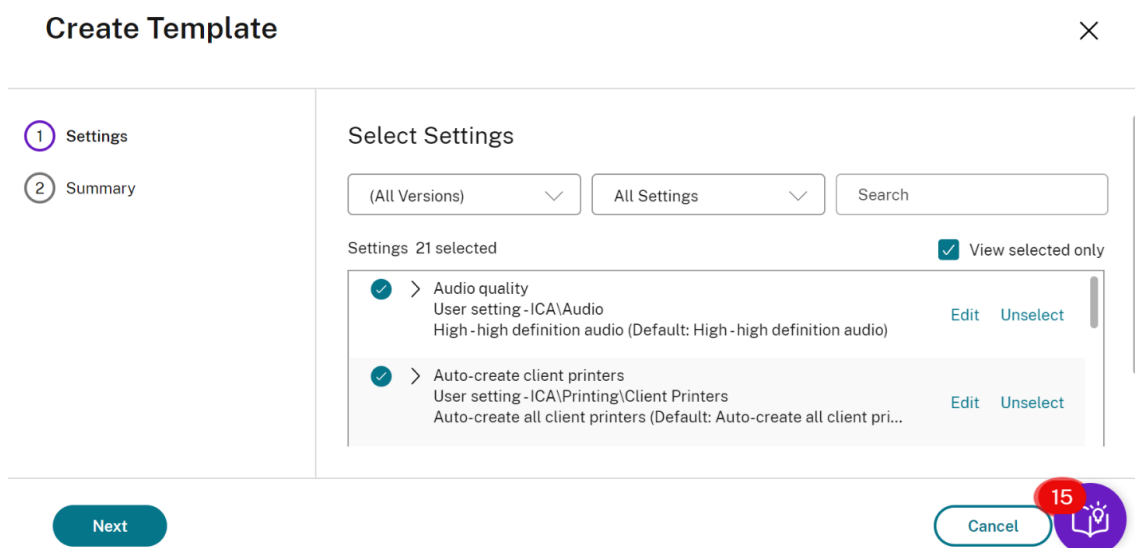 Create Template
1 Settings
2 Summary
Select Settings
(All Versions) All Settings Search
Settings 21 selected View selected only
Audio quality
User setting - ICA\Audio
High - high definition audio (Default: High - high definition audio)
Edit Unselect
Auto-create client printers
User setting - ICA\Printing\Client Printers
Auto-create all client printers (Default: Auto-create all client pri...
Edit Unselect
Next Cancel 15